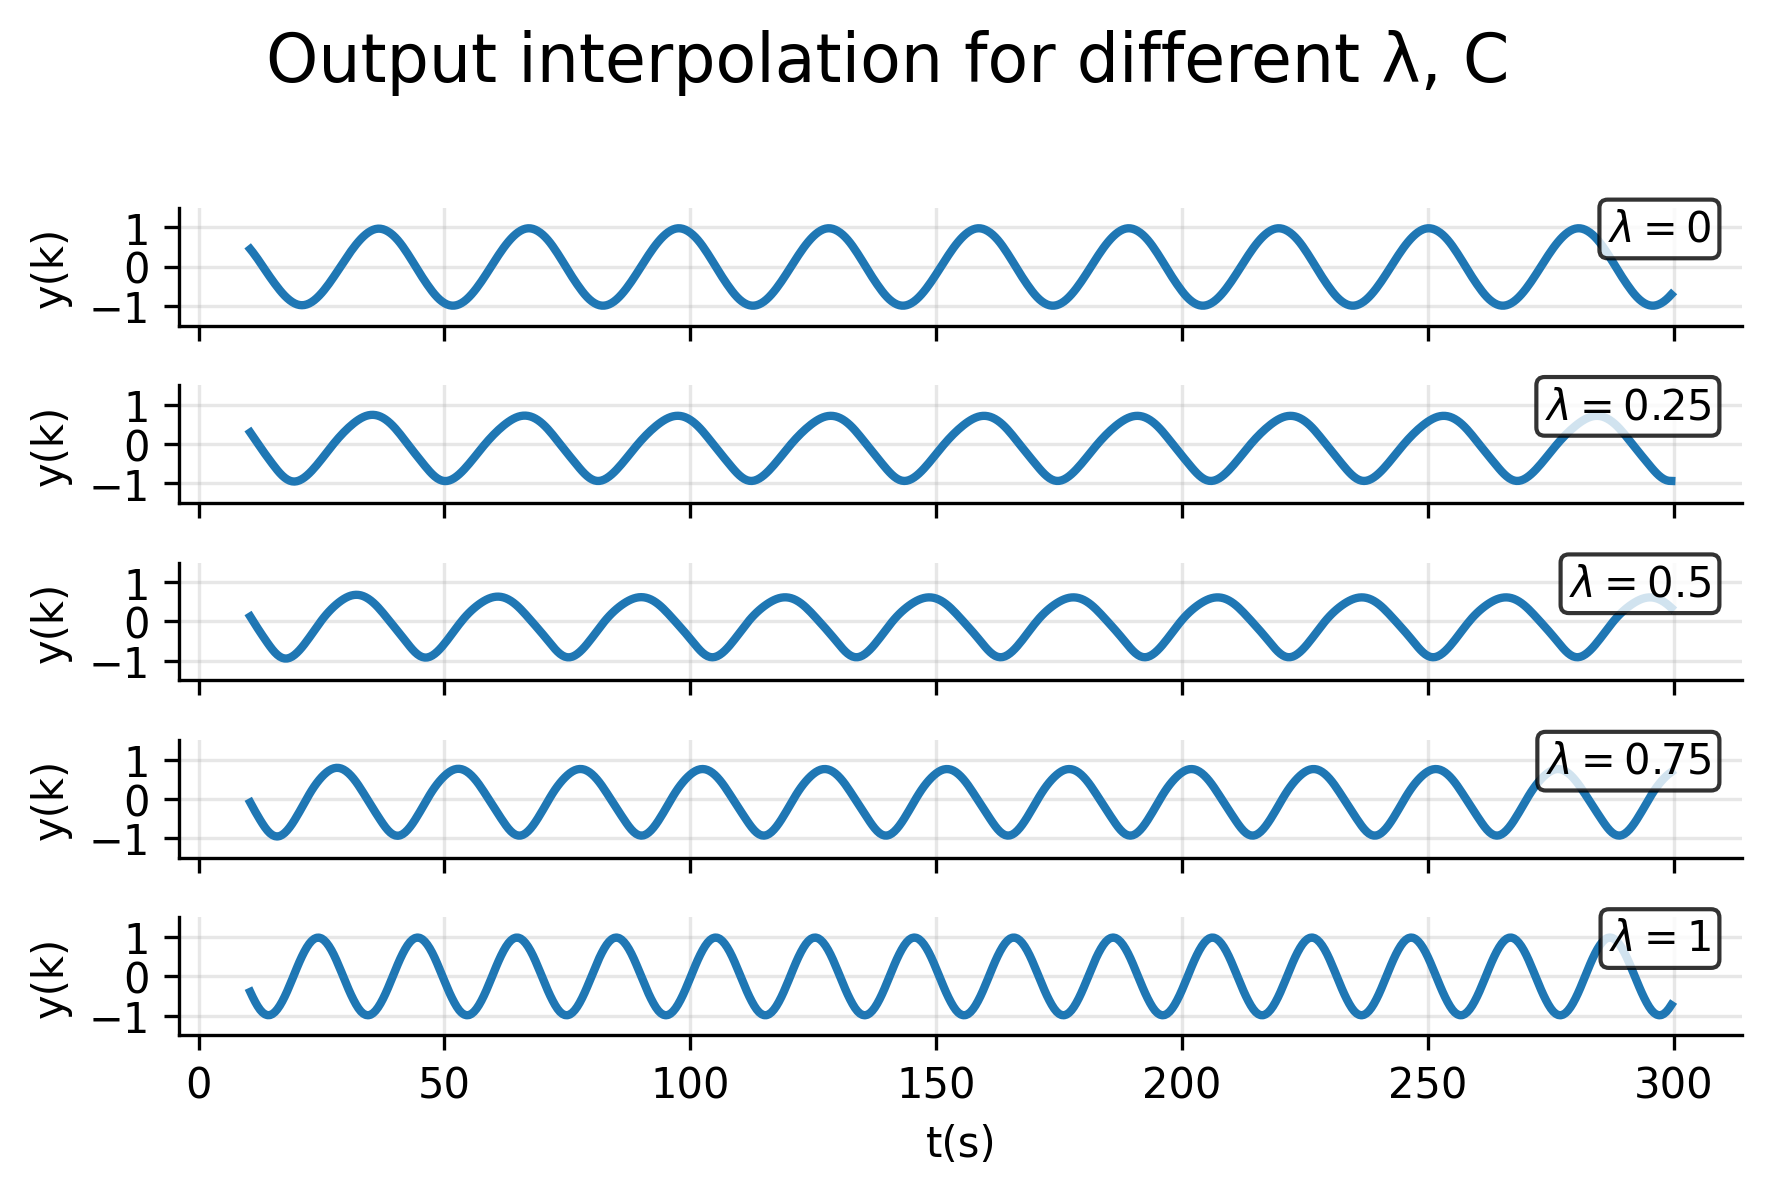 Output interpolation for different λ, C
y(k)
1
0
−1
λ = 0
y(k)
1
0
−1
λ = 0.25
y(k)
1
0
−1
λ = 0.5
y(k)
1
0
−1
λ = 0.75
y(k)
1
0
−1
λ = 1
0 50 100 150 200 250 300
t(s)